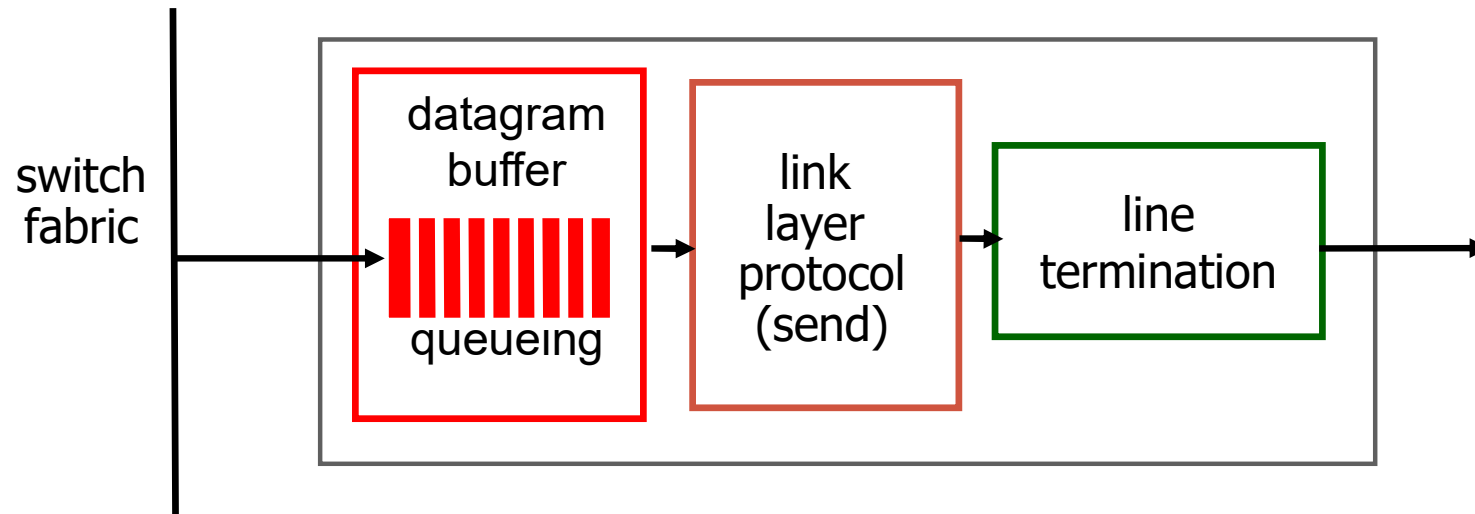 switch
fabric
datagram
buffer
queueing
link
layer
protocol
(send)
line
termination